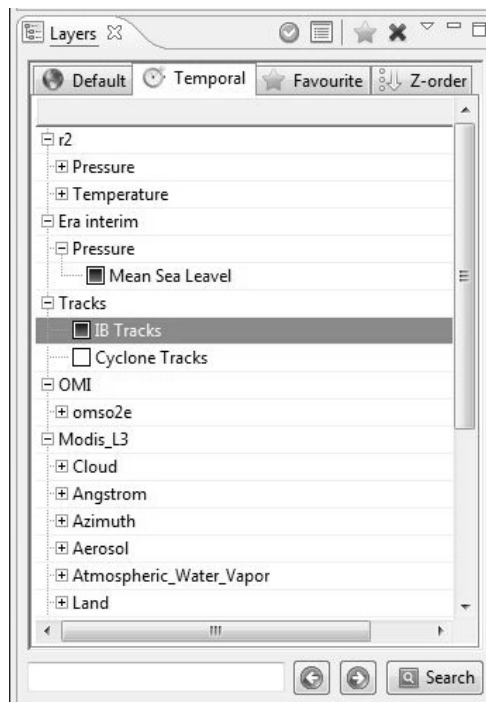 Layers
Default Temporal Favourite Z-order
r2
Pressure
Temperature
Era interim
Pressure
Mean Sea Leavel
Tracks
IB Tracks
Cyclone Tracks
OMI
omso2e
Modis_L3
Cloud
Angstrom
Azimuth
Aerosol
Atmospheric_Water_Vapor
Land
Search